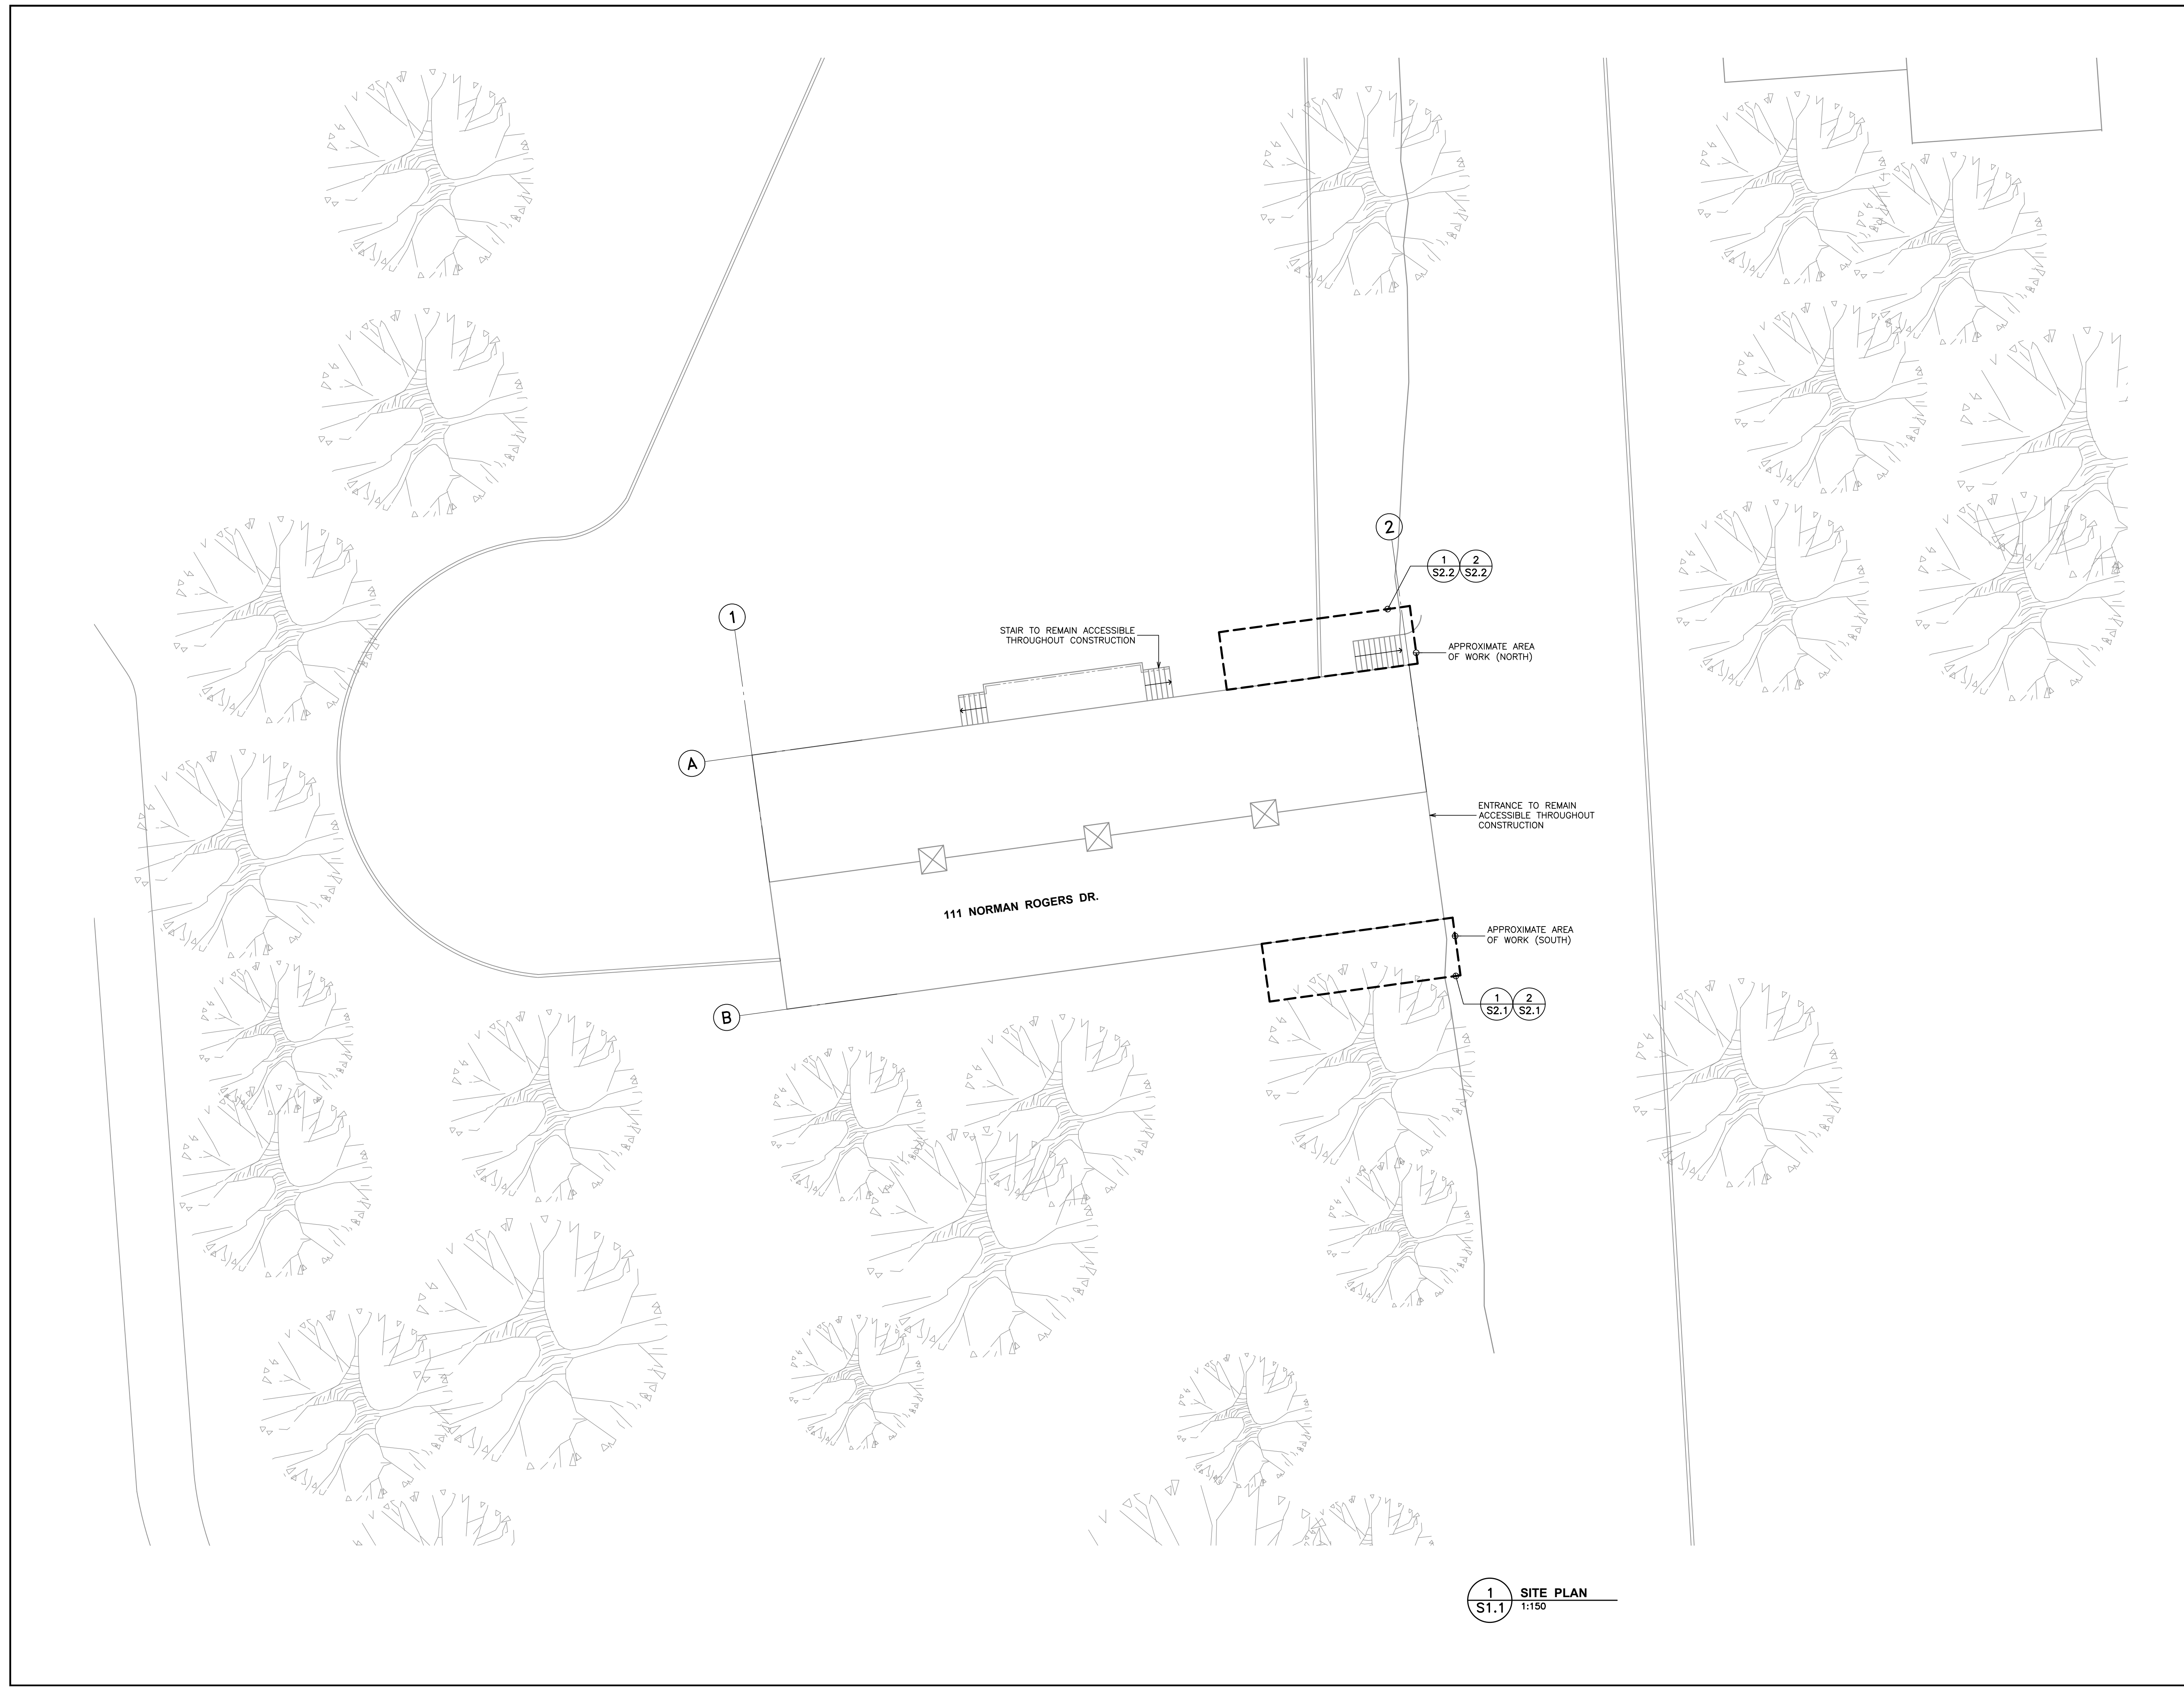 2
1
S2.2
2
S2.2
1
STAIR TO REMAIN ACCESSIBLE
THROUGHOUT CONSTRUCTION
APPROXIMATE AREA
OF WORK (NORTH)
A
ENTRANCE TO REMAIN
ACCESSIBLE THROUGHOUT
CONSTRUCTION
111 NORMAN ROGERS DR.
APPROXIMATE AREA
OF WORK (SOUTH)
1
S2.1
2
S2.1
B
1
S1.1
SITE PLAN
1:150